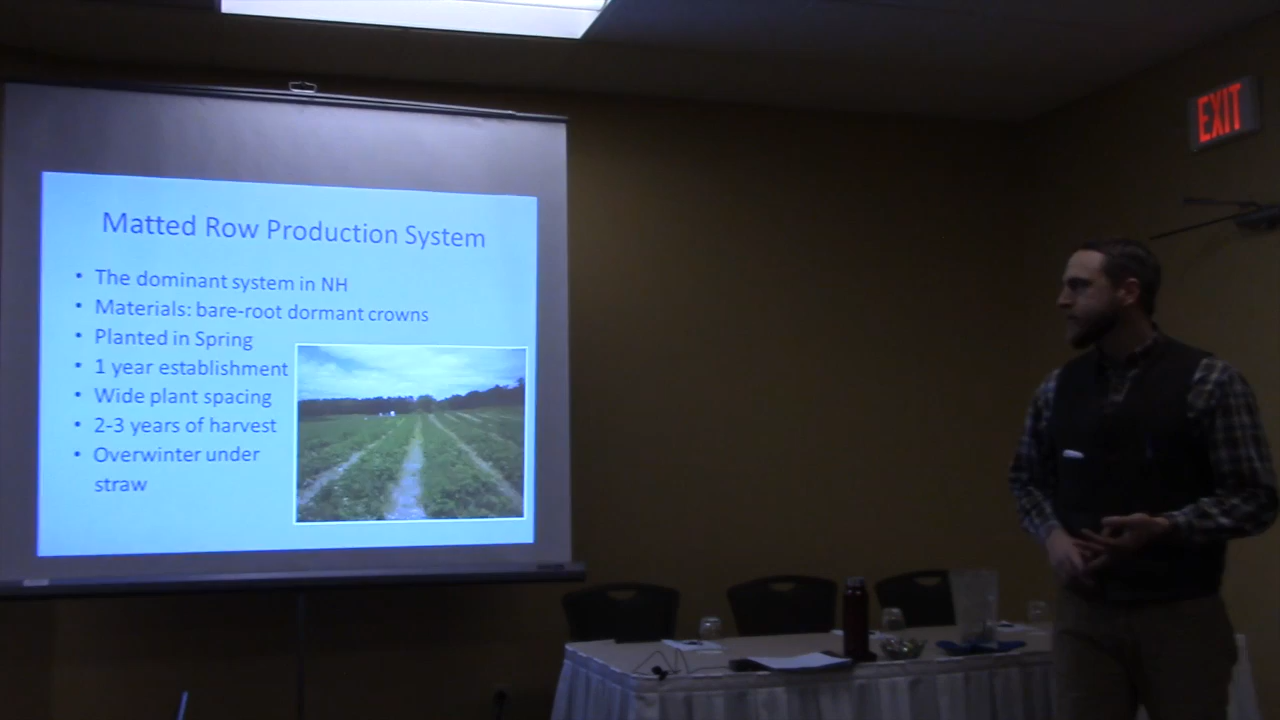 Matted Row Production System
• The dominant system in NH
• Materials: bare-root dormant crowns
• Planted in Spring
• 1 year establishment
• Wide plant spacing
• 2-3 years of harvest
• Overwinter under
straw
EXIT